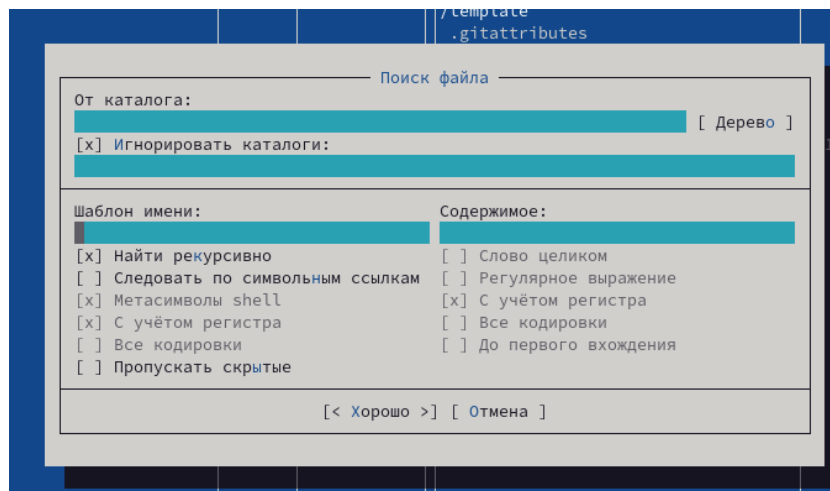 /template
.gitattributes
Поиск файла
От каталога:
[ Дерево ]
[x] Игнорировать каталоги:
Шаблон имени:
Содержимое:
[x] Найти рекурсивно
[ ] Слово целиком
[ ] Следовать по символьным ссылкам
[ ] Регулярное выражение
[x] Метасимволы shell
[x] С учётом регистра
[x] С учётом регистра
[ ] Все кодировки
[ ] Все кодировки
[ ] До первого вхождения
[ ] Пропускать скрытые
[< Хорошо >] [ Отмена ]